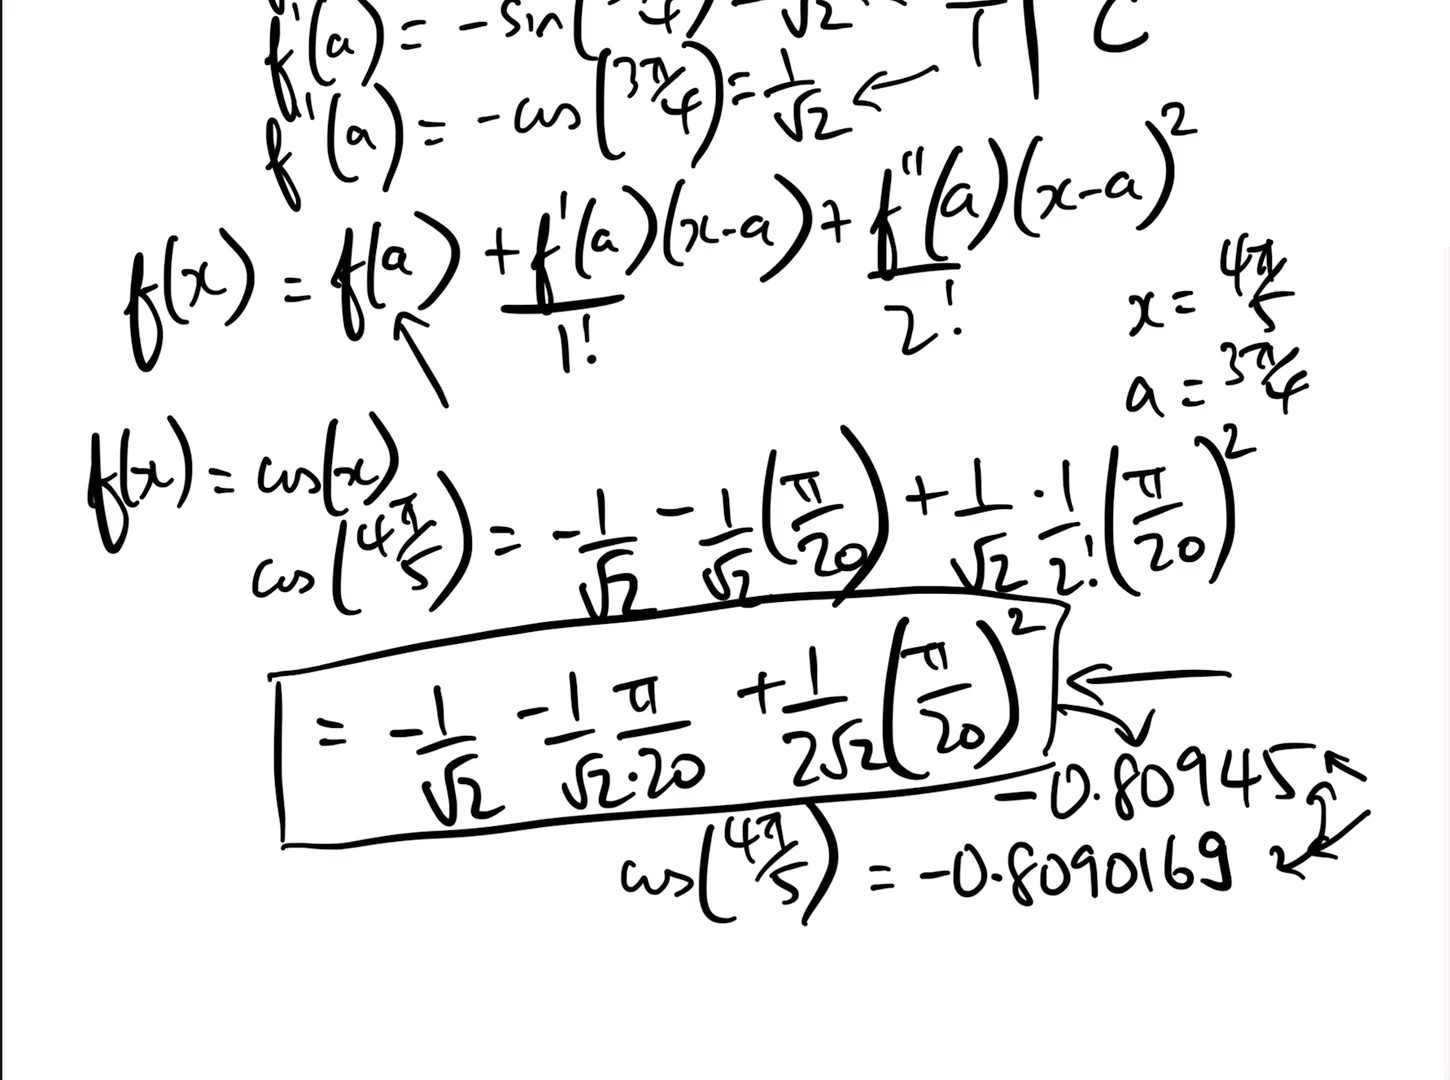 f'(a) = -sin(3π/4) = -1/√2
T C
f''(a) = -cos(3π/4) = 1/√2 ←
f(x) = f(a) + f'(a)(x-a)/1! + f''(a)(x-a)²/2!
x = 4π/5
a = 3π/4
f(x) = cos(x)
cos(4π/5) = -1/√2 - 1/√2 (π/20) + 1/√2 · 1/2! (π/20)²
= -1/√2 - 1/√2 · π/20 + 1/2√2 (π/20)²
-0.80945
cos(4π/5) = -0.8090169